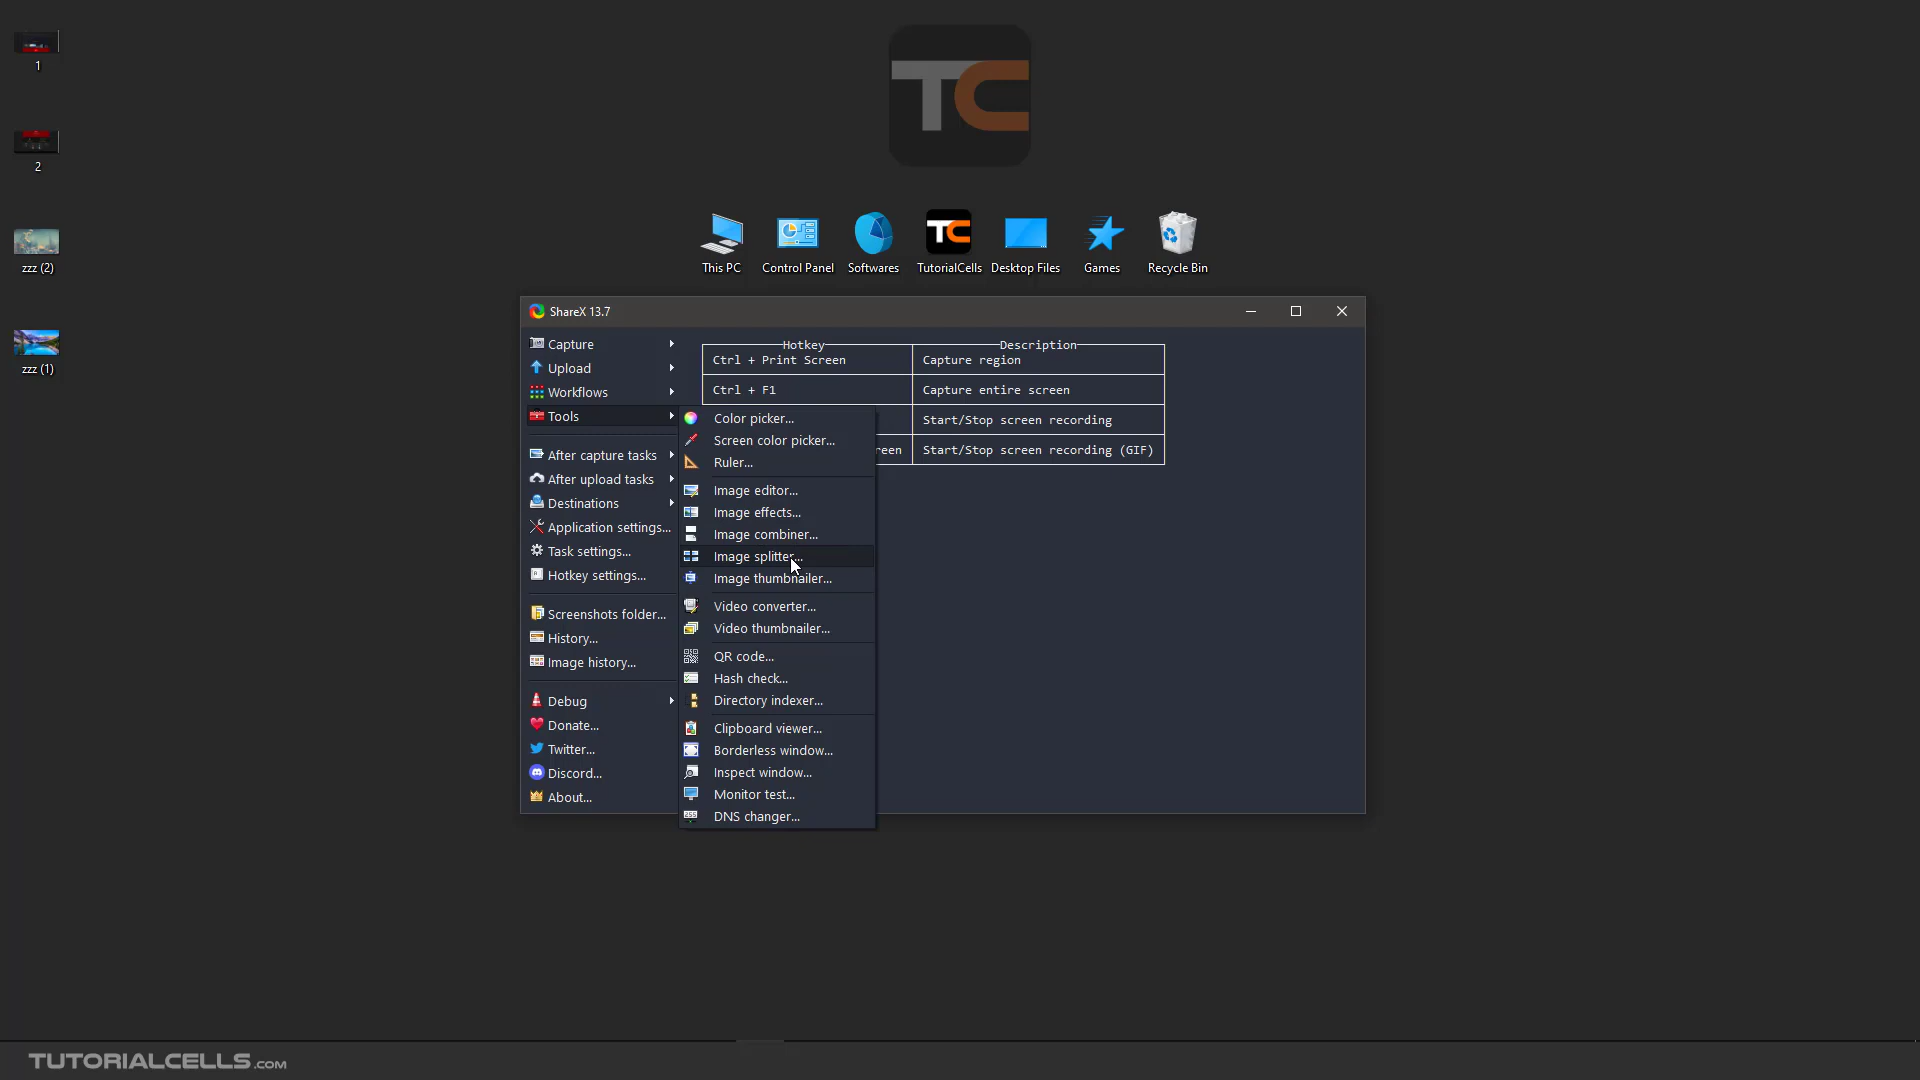 1
2
zzz (2)
zzz (1)
TC
This PC
Control Panel
Softwares
TC
TutorialCells
Desktop Files
Games
Recycle Bin
ShareX 13.7
Capture
Upload
Workflows
Tools
After capture tasks
After upload tasks
Destinations
Application settings...
Task settings...
Hotkey settings...
Screenshots folder...
History...
Image history...
Debug
Donate...
Twitter...
Discord...
About...
Hotkey Description
Ctrl + Print Screen Capture region
Ctrl + F1 Capture entire screen
Start/Stop screen recording
reen Start/Stop screen recording (GIF)
Color picker...
Screen color picker...
Ruler...
Image editor...
Image effects...
Image combiner...
Image splitter...
Image thumbnailer...
Video converter...
Video thumbnailer...
QR code...
Hash check...
Directory indexer...
Clipboard viewer...
Borderless window...
Inspect window...
Monitor test...
DNS changer...
TUTORIALCELLS.COM